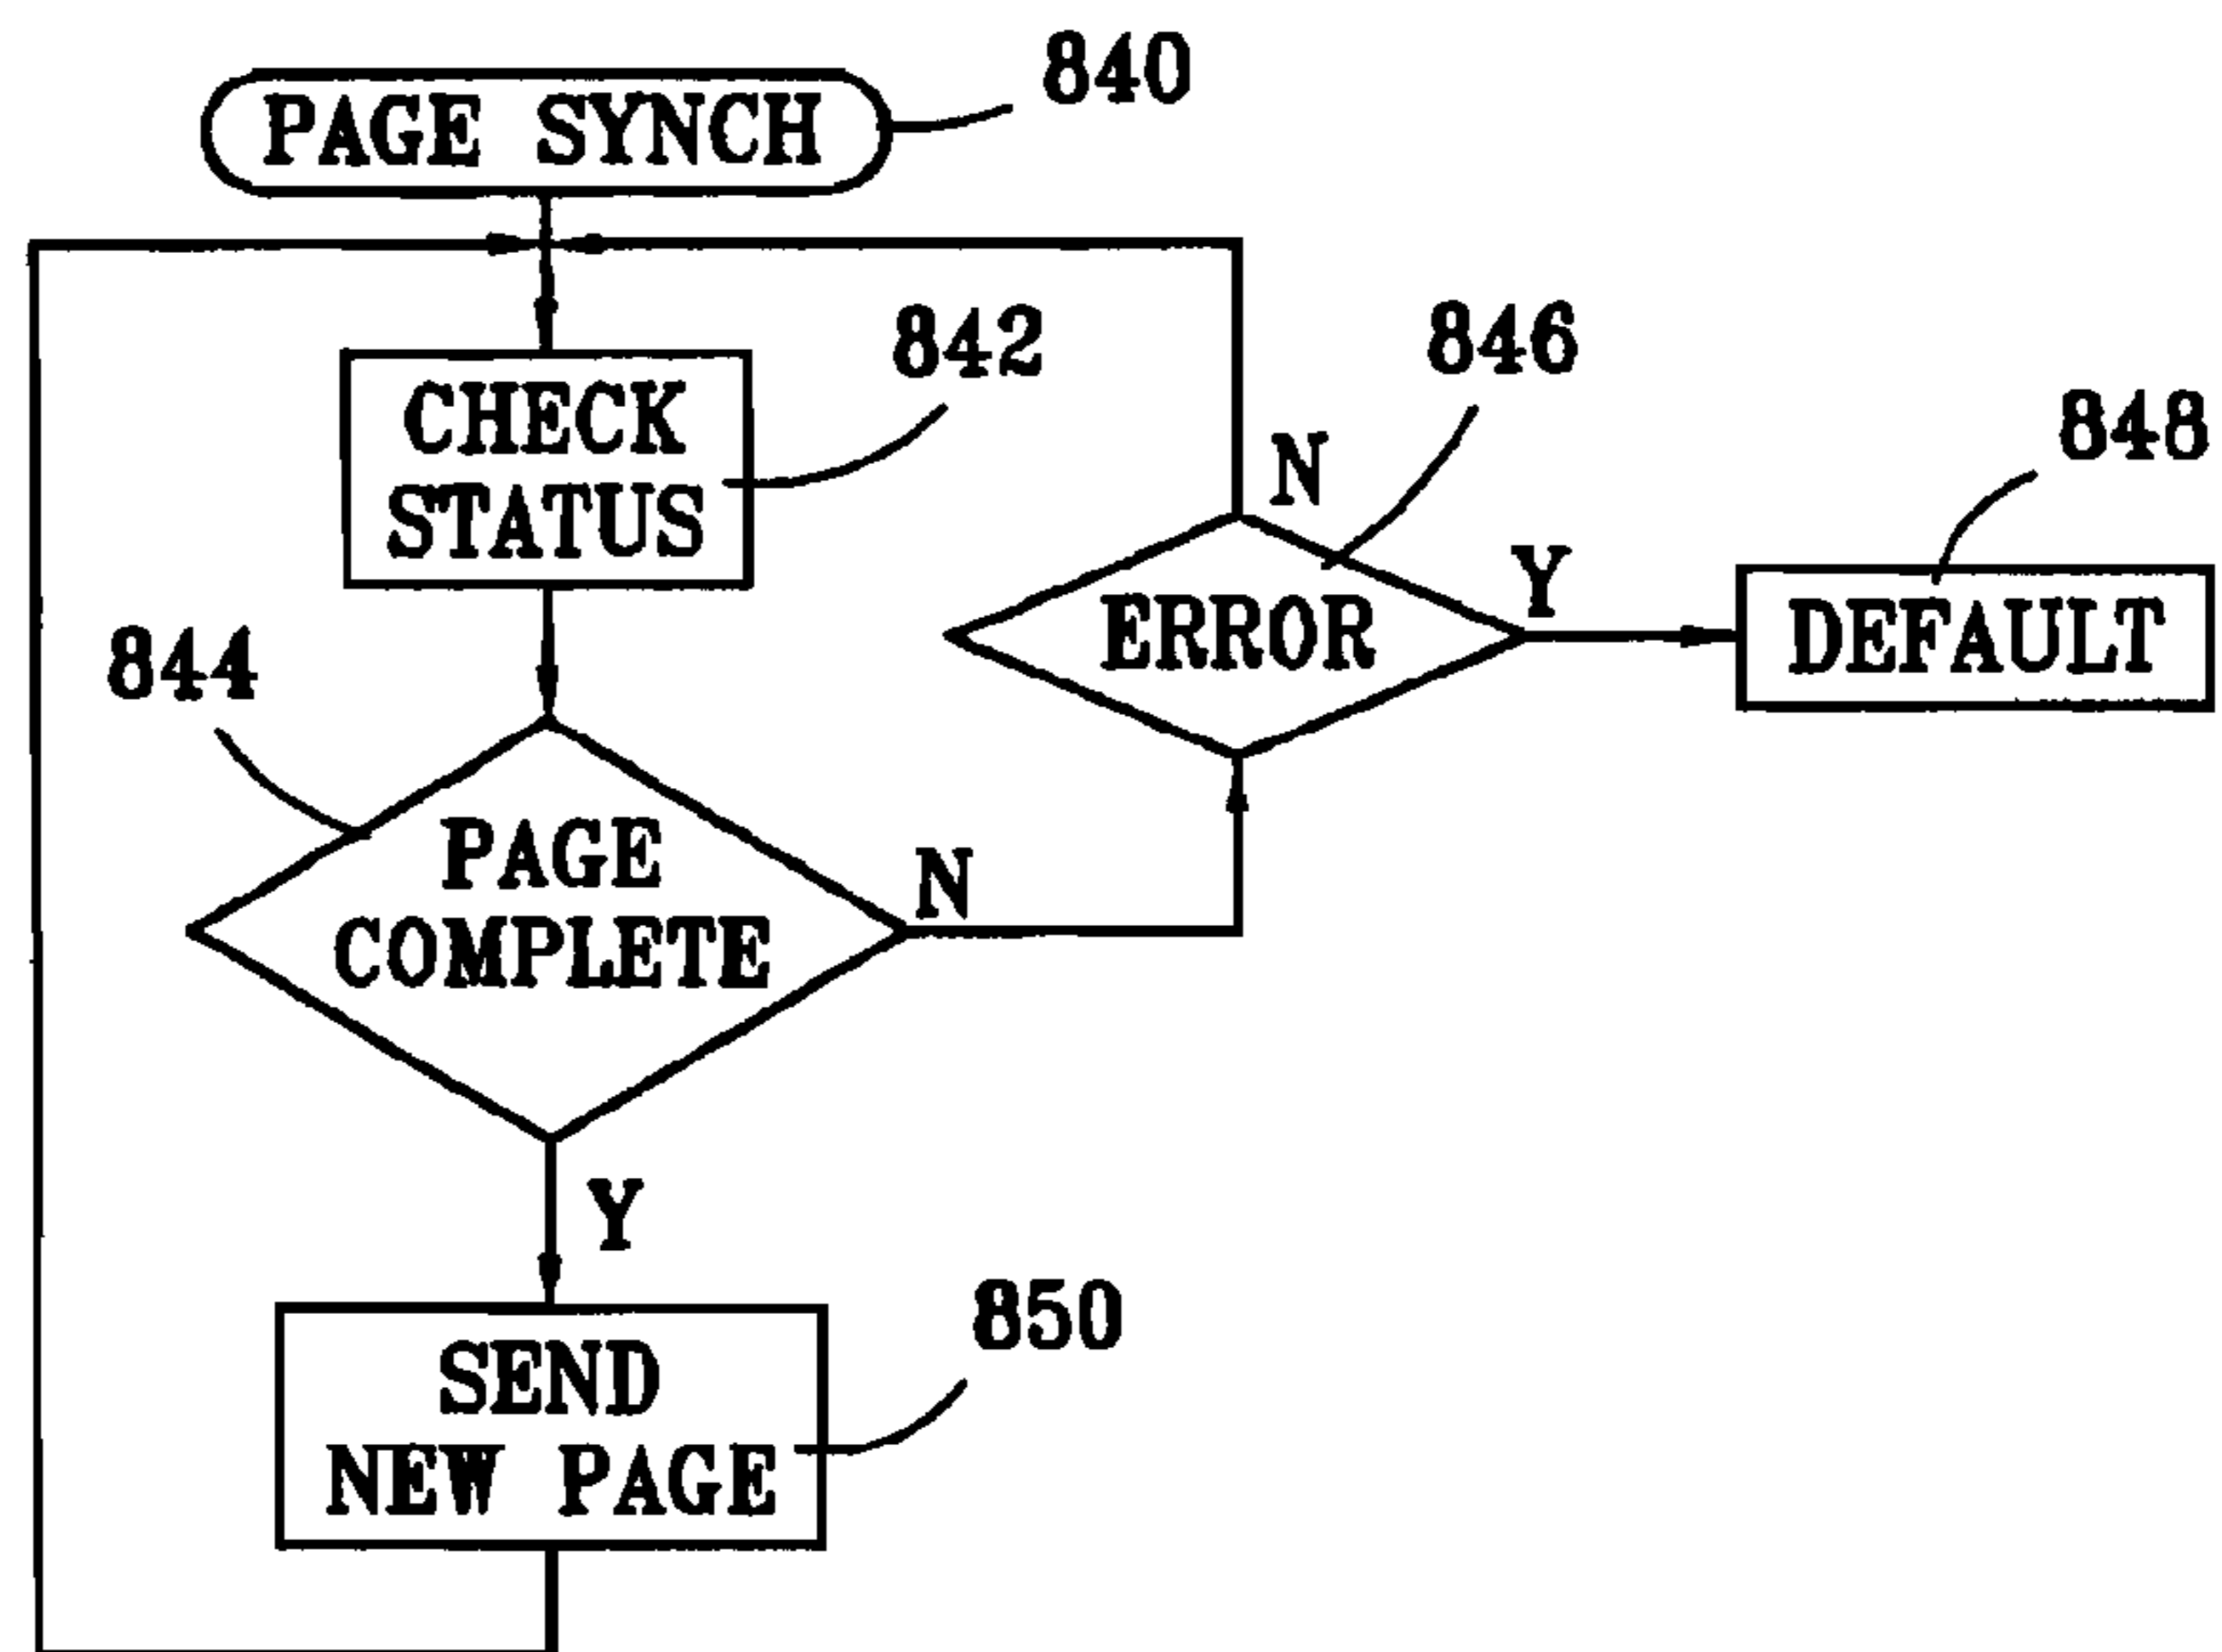 840
PAGE SYNCH
842
CHECK
STATUS
846
848
N
Y
ERROR
DEFAULT
844
PAGE
COMPLETE
N
Y
850
SEND
NEW PAGE